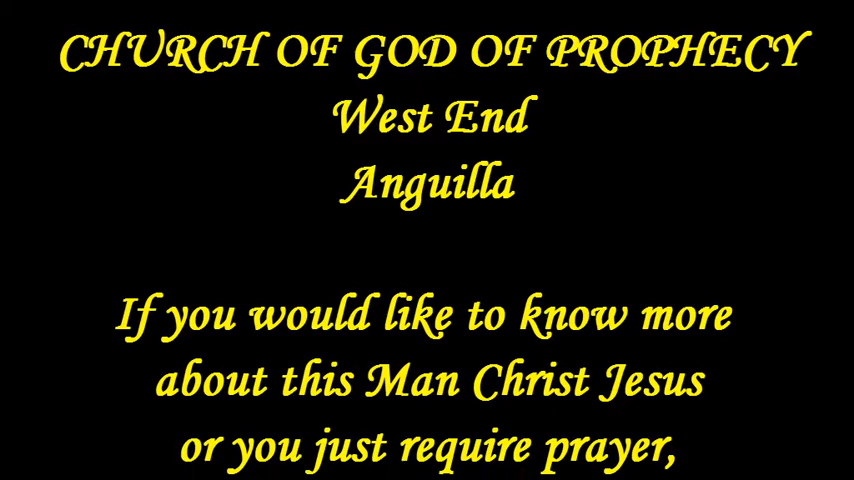 CHURCH OF GOD OF PROPHECY
West End
Anguilla
If you would like to know more
about this Man Christ Jesus
or you just require prayer,